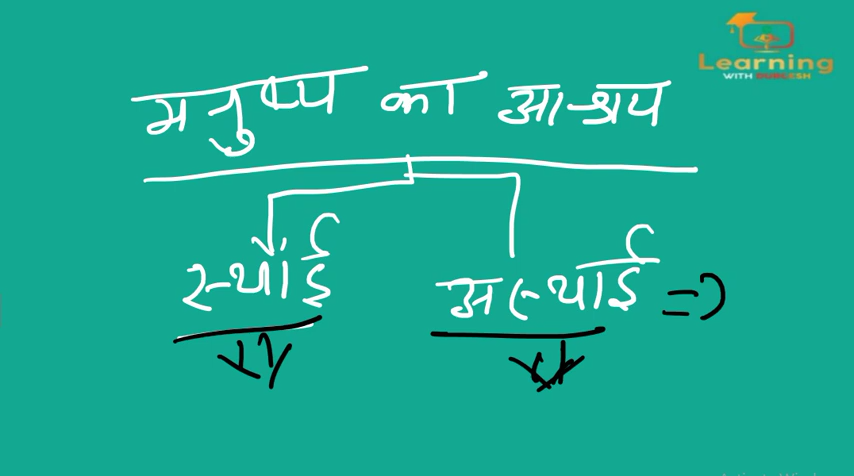 Learning
WITH DURGESH
मनुष्य का आश्रय
स्थाई
अस्थाई =>